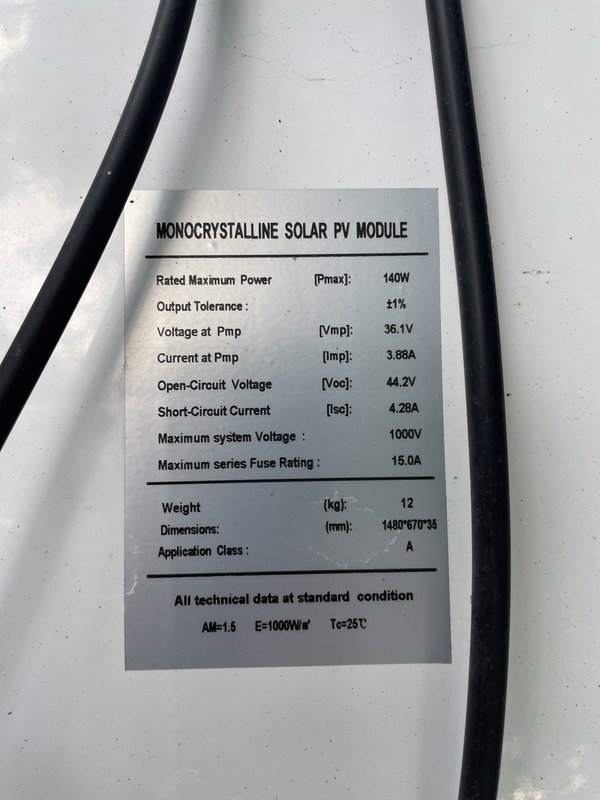 MONOCRYSTALLINE SOLAR PV MODULE
Rated Maximum Power [Pmax]: 140W
Output Tolerance : ±1%
Voltage at Pmp [Vmp]: 36.1V
Current at Pmp [Imp]: 3.88A
Open-Circuit Voltage [Voc]: 44.2V
Short-Circuit Current [Isc]: 4.28A
Maximum system Voltage : 1000V
Maximum series Fuse Rating : 15.0A
Weight (kg): 12
Dimensions: (mm): 1480*670*35
Application Class : A
All technical data at standard condition
AM=1.5 E=1000W/㎡ Tc=25℃